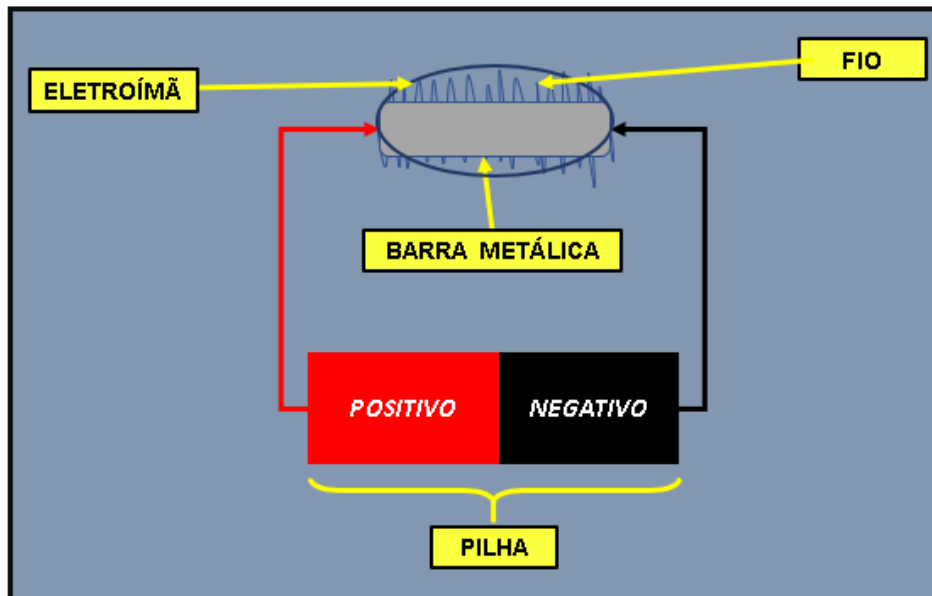 ELETROÍMÃ
FIO
BARRA METÁLICA
POSITIVO
NEGATIVO
PILHA